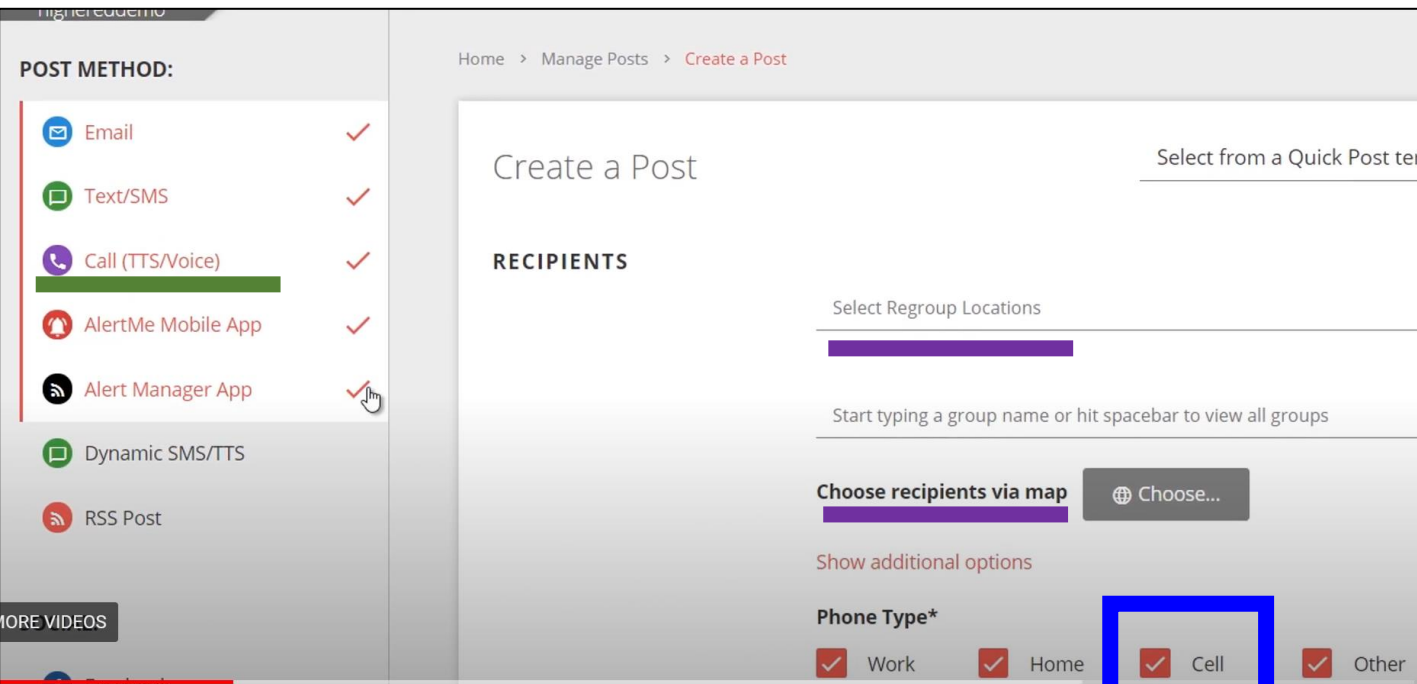 highereddemo
POST METHOD:
Email
Text/SMS
Call (TTS/Voice)
AlertMe Mobile App
Alert Manager App
Dynamic SMS/TTS
RSS Post
MORE VIDEOS
Home > Manage Posts > Create a Post
Create a Post
Select from a Quick Post
RECIPIENTS
Select Regroup Locations
Start typing a group name or hit spacebar to view all groups
Choose recipients via map
Choose...
Show additional options
Phone Type*
Work Home Cell Other